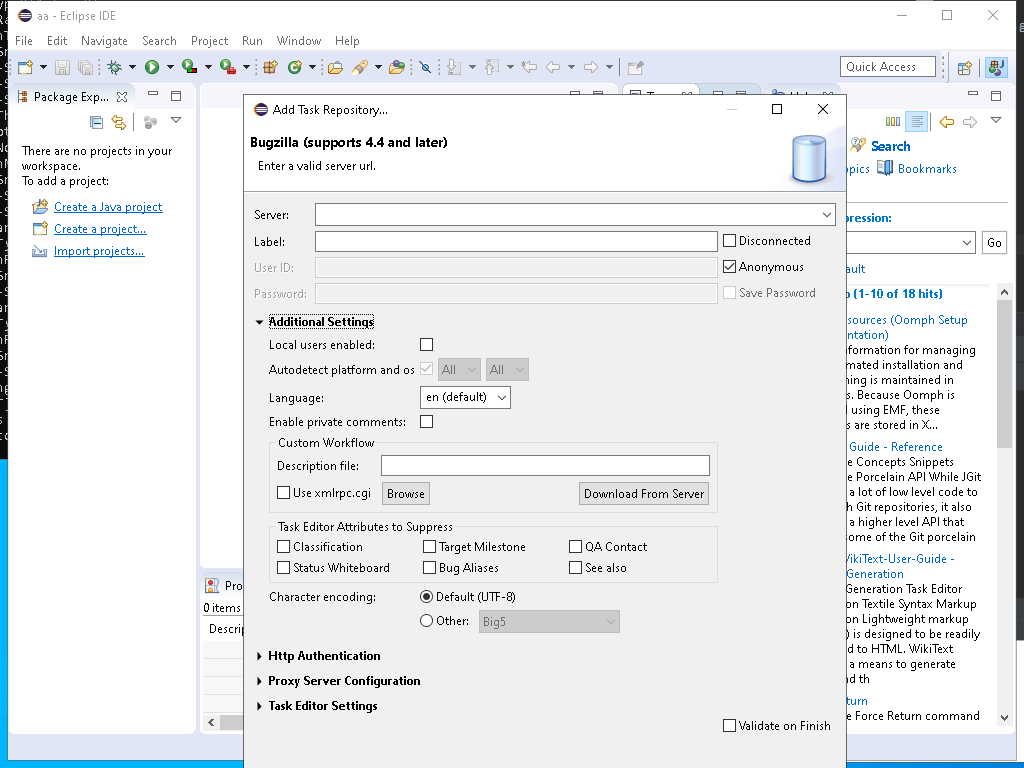 aa - Eclipse IDE
File Edit Navigate Search Project Run Window Help
Quick Access
Package Exp...
There are no projects in your
workspace.
To add a project:
Create a Java project
Create a project...
Import projects...
Add Task Repository...
Bugzilla (supports 4.4 and later)
Enter a valid server url.
Server:
Label:
Disconnected
User ID:
Anonymous
Password:
Save Password
Additional Settings
Local users enabled:
Autodetect platform and os
All
All
Language:
en (default)
Enable private comments:
Custom Workflow
Description file:
Use xmlrpc.cgi
Browse
Download From Server
Task Editor Attributes to Suppress
Classification
Target Milestone
QA Contact
Status Whiteboard
Bug Aliases
See also
Character encoding:
Default (UTF-8)
Other:
Big5
Http Authentication
Proxy Server Configuration
Task Editor Settings
Validate on Finish
Pro
0 items
Descrip
Search
pics
Bookmarks
pression:
Go
ault
(1-10 of 18 hits)
sources (Oomph Setup
ntation)
formation for managing
mated installation and
ning is maintained in
s. Because Oomph is
using EMF, these
s are stored in X...
Guide - Reference
e Concepts Snippets
e Porcelain API While JGit
a lot of low level code to
h Git repositories, it also
a higher level API that
ome of the Git porcelain
WikiText-User-Guide -
Generation
Generation Task Editor
on Textile Syntax Markup
on Lightweight markup
) is designed to be readily
d to HTML. WikiText
a means to generate
nd th
turn
e Force Return command